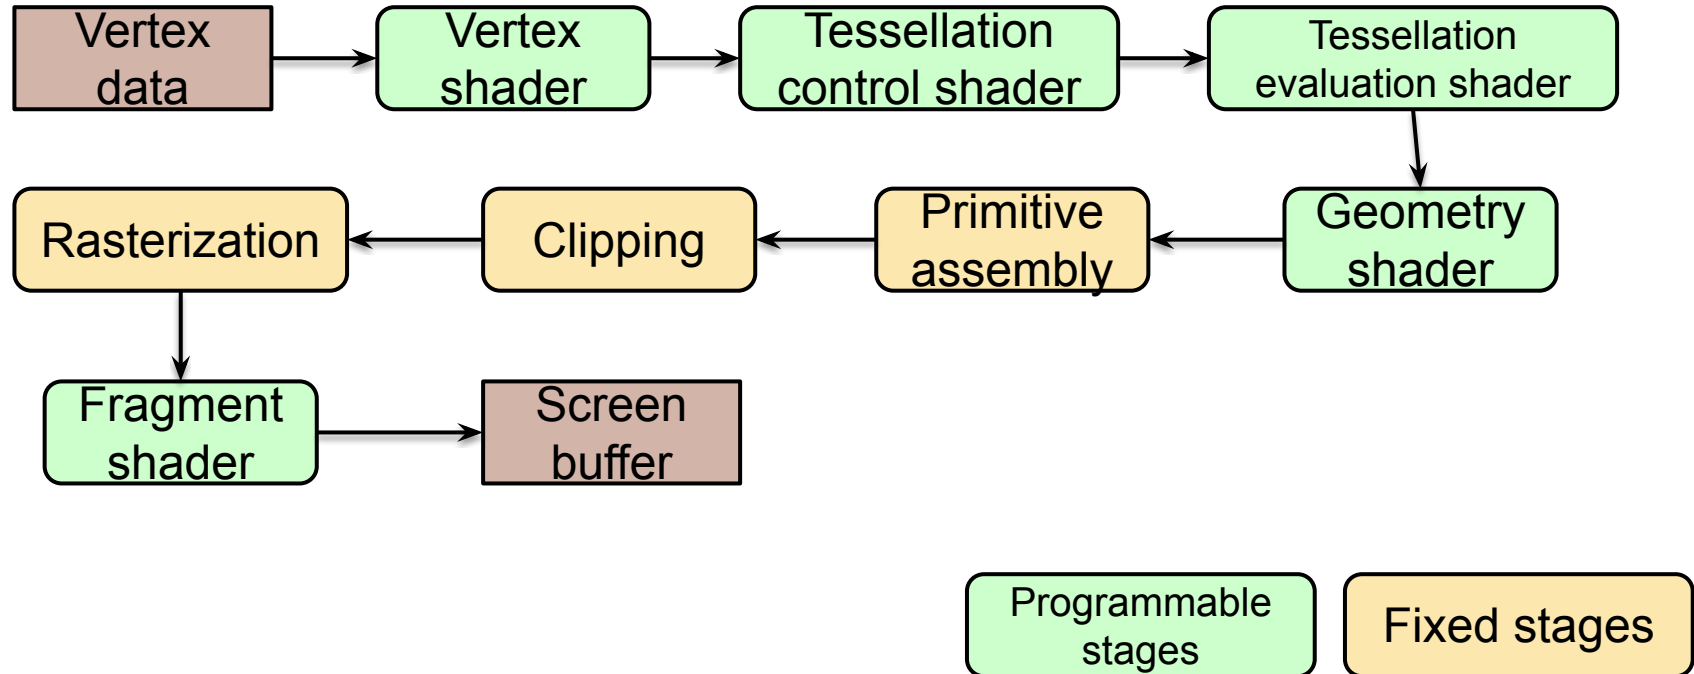 Vertex
data
Vertex
shader
Tessellation
control shader
Tessellation
evaluation shader
Rasterization
Clipping
Primitive
assembly
Geometry
shader
Fragment
shader
Screen
buffer
Programmable
stages
Fixed stages